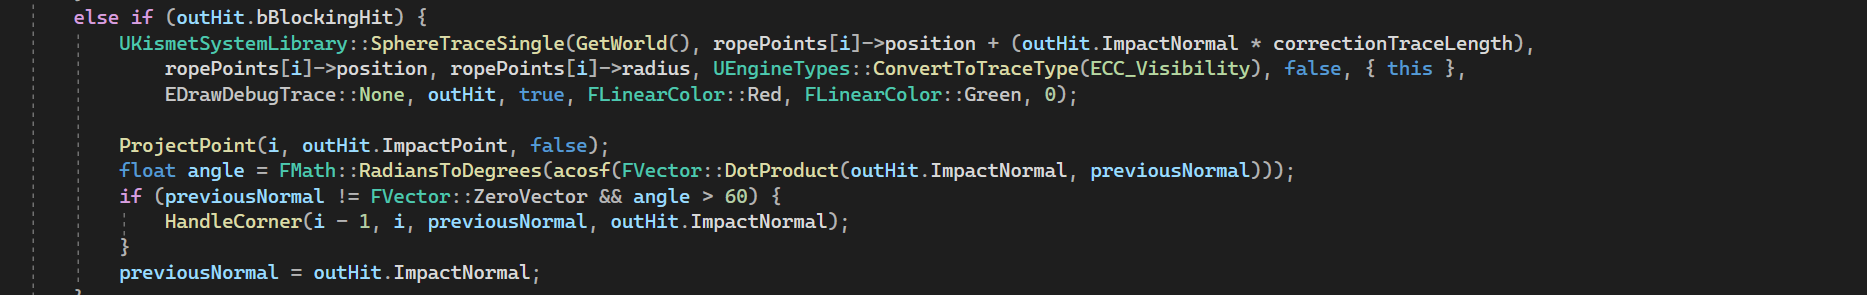 else if (outHit.bBlockingHit) {
UKismetSystemLibrary::SphereTraceSingle(GetWorld(), ropePoints[i]->position + (outHit.ImpactNormal * correctionTraceLength),
ropePoints[i]->position, ropePoints[i]->radius, UEngineTypes::ConvertToTraceType(ECC_Visibility), false, { this },
EDrawDebugTrace::None, outHit, true, FLinearColor::Red, FLinearColor::Green, 0);
ProjectPoint(i, outHit.ImpactPoint, false);
float angle = FMath::RadiansToDegrees(acosf(FVector::DotProduct(outHit.ImpactNormal, previousNormal)));
if (previousNormal != FVector::ZeroVector && angle > 60) {
HandleCorner(i - 1, i, previousNormal, outHit.ImpactNormal);
}
previousNormal = outHit.ImpactNormal;